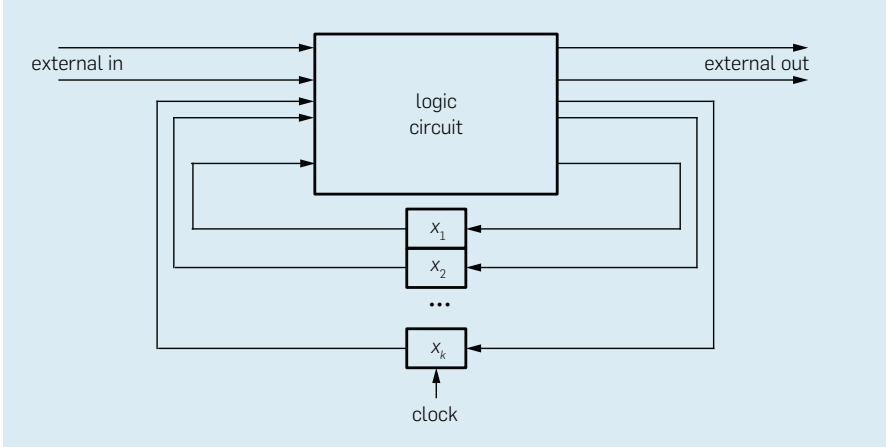 external in
external out
logic
circuit
x₁
x₂
...
xₖ
clock